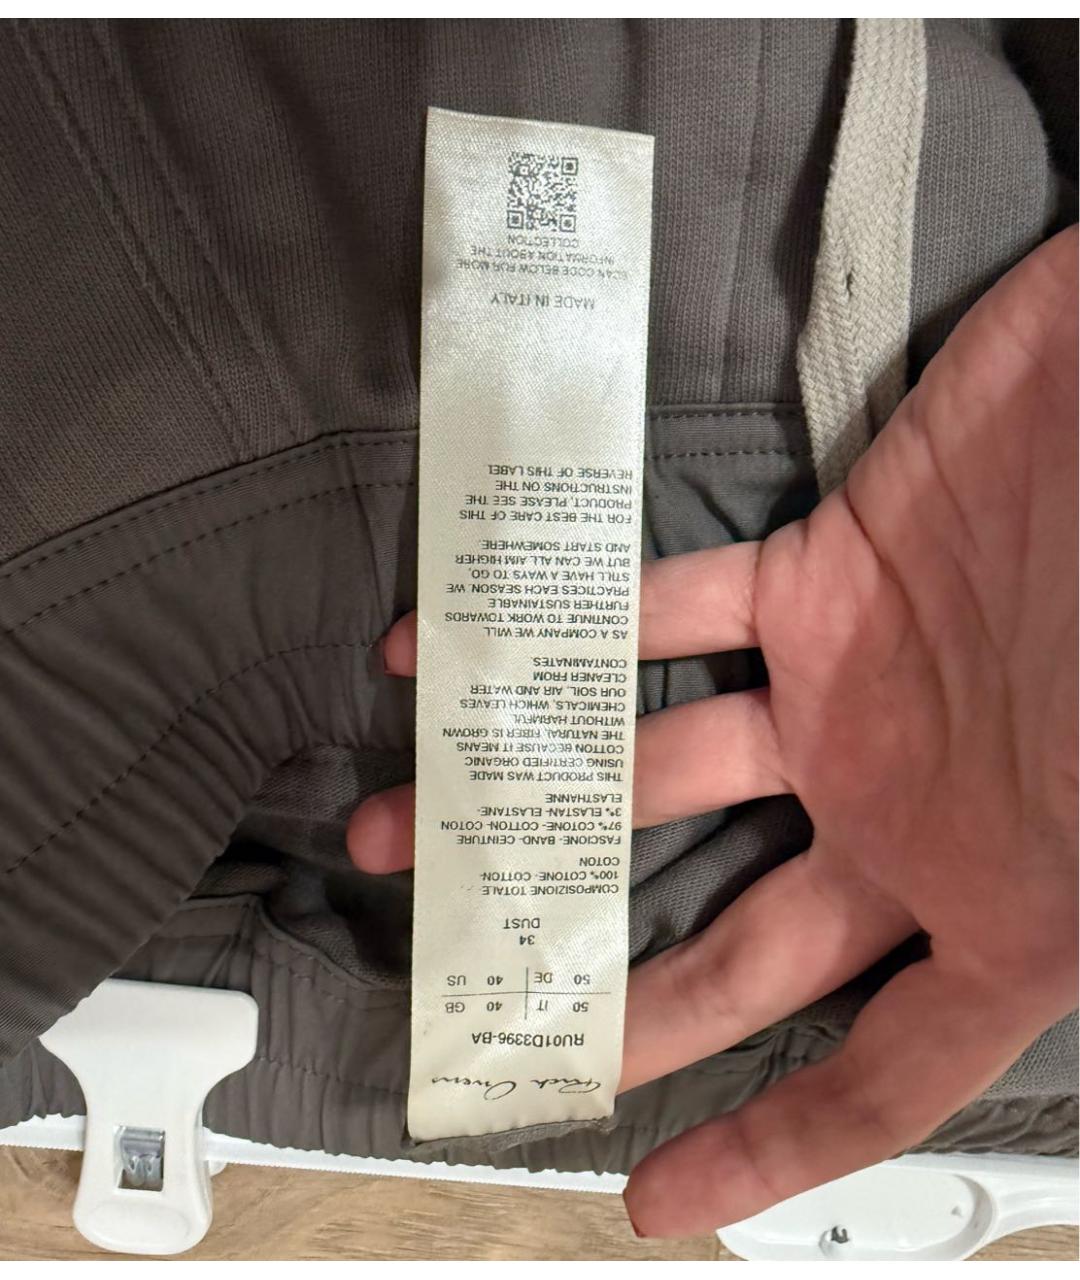 Rick Owens
RU01D3396-BA
50 IT 40 GB
50 DE 40 US
34
DUST
COMPOSIZIONE TOTALE-
100% COTONE- COTTON-
COTON
FASCIONE- BAND- CEINTURE
97% COTONE- COTTON- COTON
3% ELASTAN- ELASTANE-
ELASTHANNE
THIS PRODUCT WAS MADE
USING CERTIFIED ORGANIC
COTTON BECAUSE IT MEANS
THE NATURAL FIBER IS GROWN
WITHOUT HARMFUL
CHEMICALS, WHICH LEAVES
OUR SOIL, AIR AND WATER
CLEANER FROM
CONTAMINATES.
AS A COMPANY WE WILL
CONTINUE TO WORK TOWARDS
FURTHER SUSTAINABLE
PRACTICES EACH SEASON. WE
STILL HAVE A WAYS TO GO,
BUT WE CAN ALL AIM HIGHER
AND START SOMEWHERE.
FOR THE BEST CARE OF THIS
PRODUCT, PLEASE SEE THE
INSTRUCTIONS ON THE
REVERSE OF THIS LABEL
MADE IN ITALY
SCAN CODE BELOW FOR MORE
INFORMATION ABOUT THE
COLLECTION